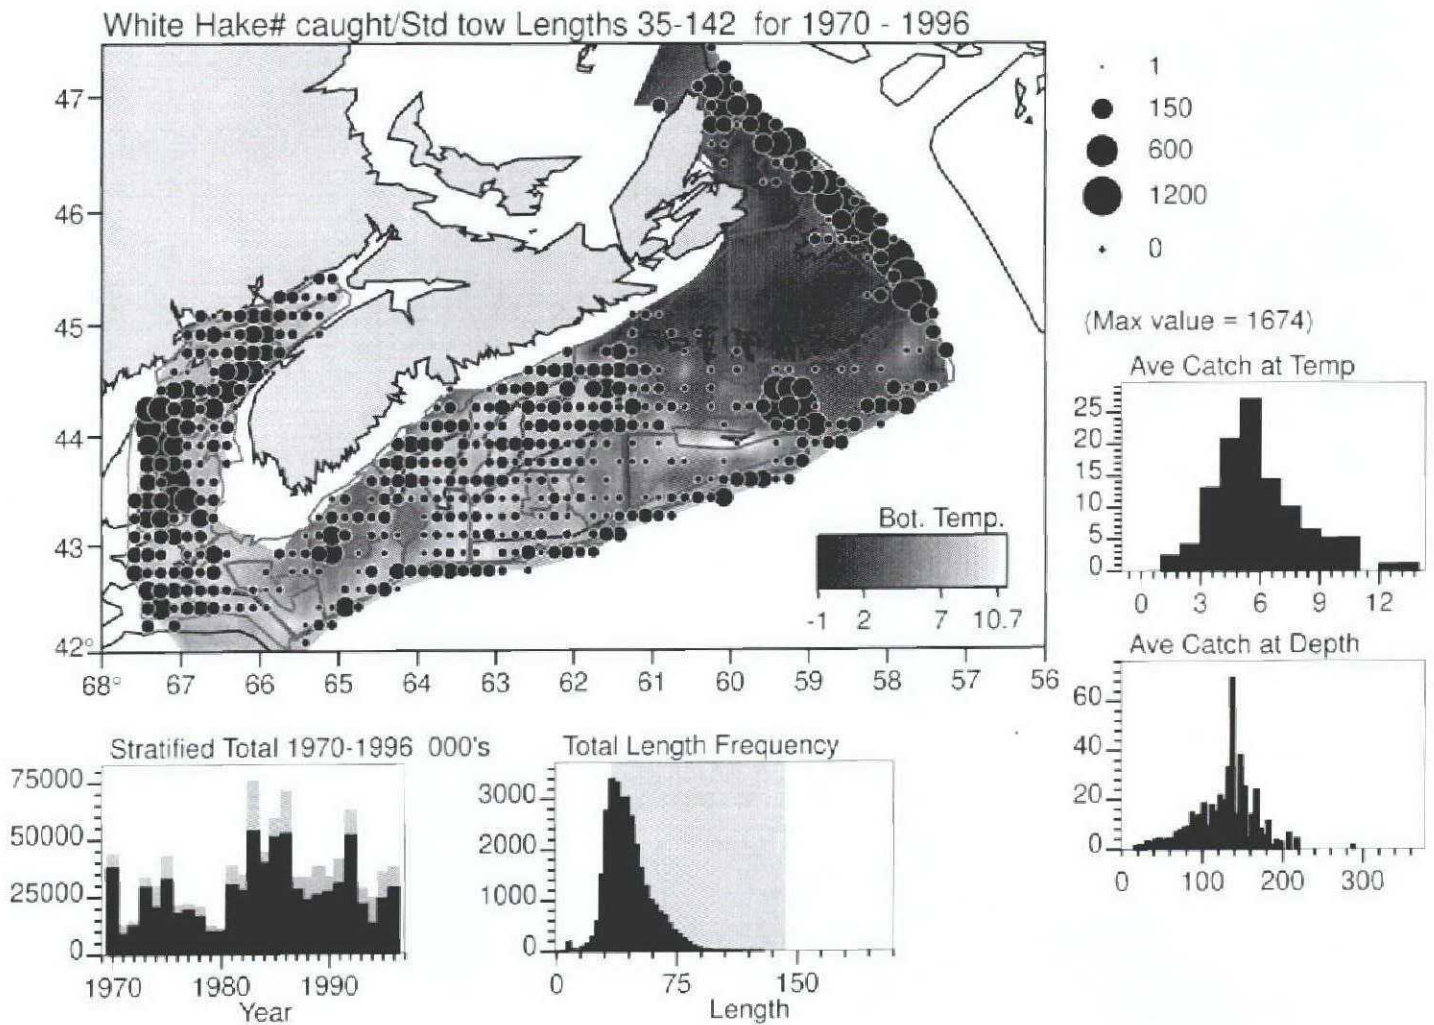 White Hake# caught/Std tow Lengths 35-142 for 1970 - 1996
47
46
45
44
43
42°
68° 67 66 65 64 63 62 61 60 59 58 57 56
Bot. Temp.
-1 2 7 10.7
1
150
600
1200
0
(Max value = 1674)
Ave Catch at Temp
25
20
15
10
5
0
0 3 6 9 12
Ave Catch at Depth
60
40
20
0
0 100 200 300
Stratified Total 1970-1996 000's
75000
50000
25000
0
1970 1980 1990
Year
Total Length Frequency
3000
2000
1000
0
0 75 150
Length